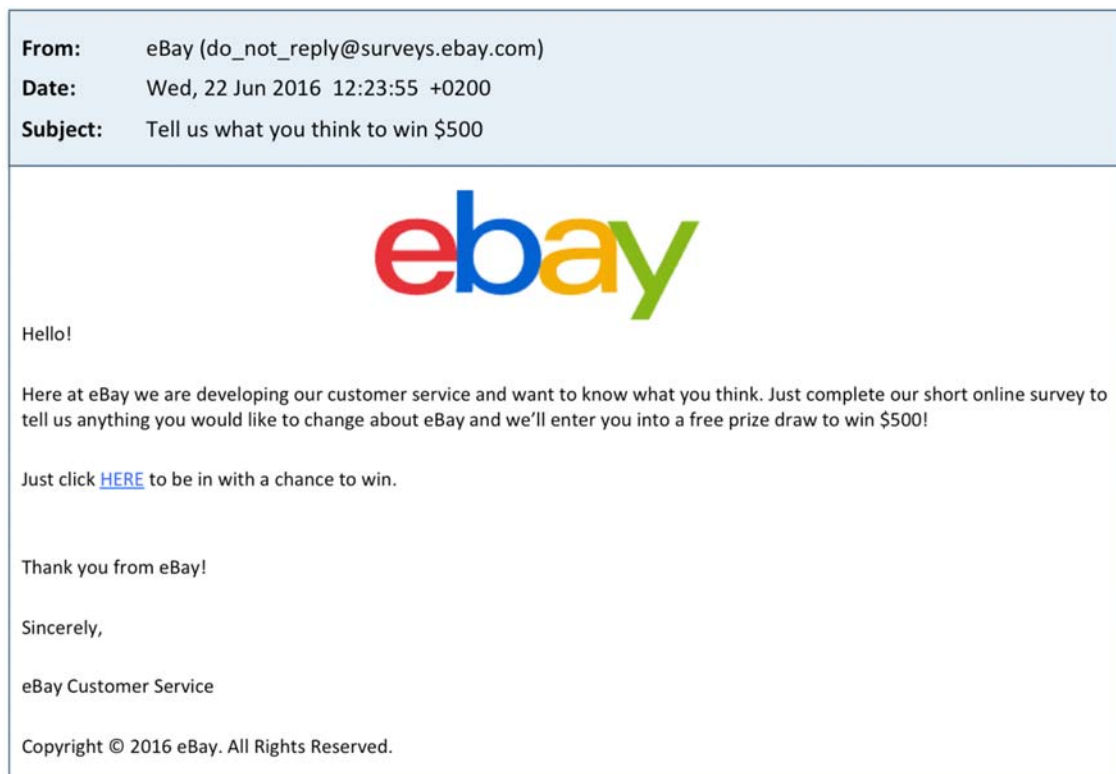 From: eBay (do_not_reply@surveys.ebay.com)
Date: Wed, 22 Jun 2016 12:23:55 +0200
Subject: Tell us what you think to win $500
ebay
Hello!
Here at eBay we are developing our customer service and want to know what you think. Just complete our short online survey to
tell us anything you would like to change about eBay and we’ll enter you into a free prize draw to win $500!
Just click HERE to be in with a chance to win.
Thank you from eBay!
Sincerely,
eBay Customer Service
Copyright © 2016 eBay. All Rights Reserved.